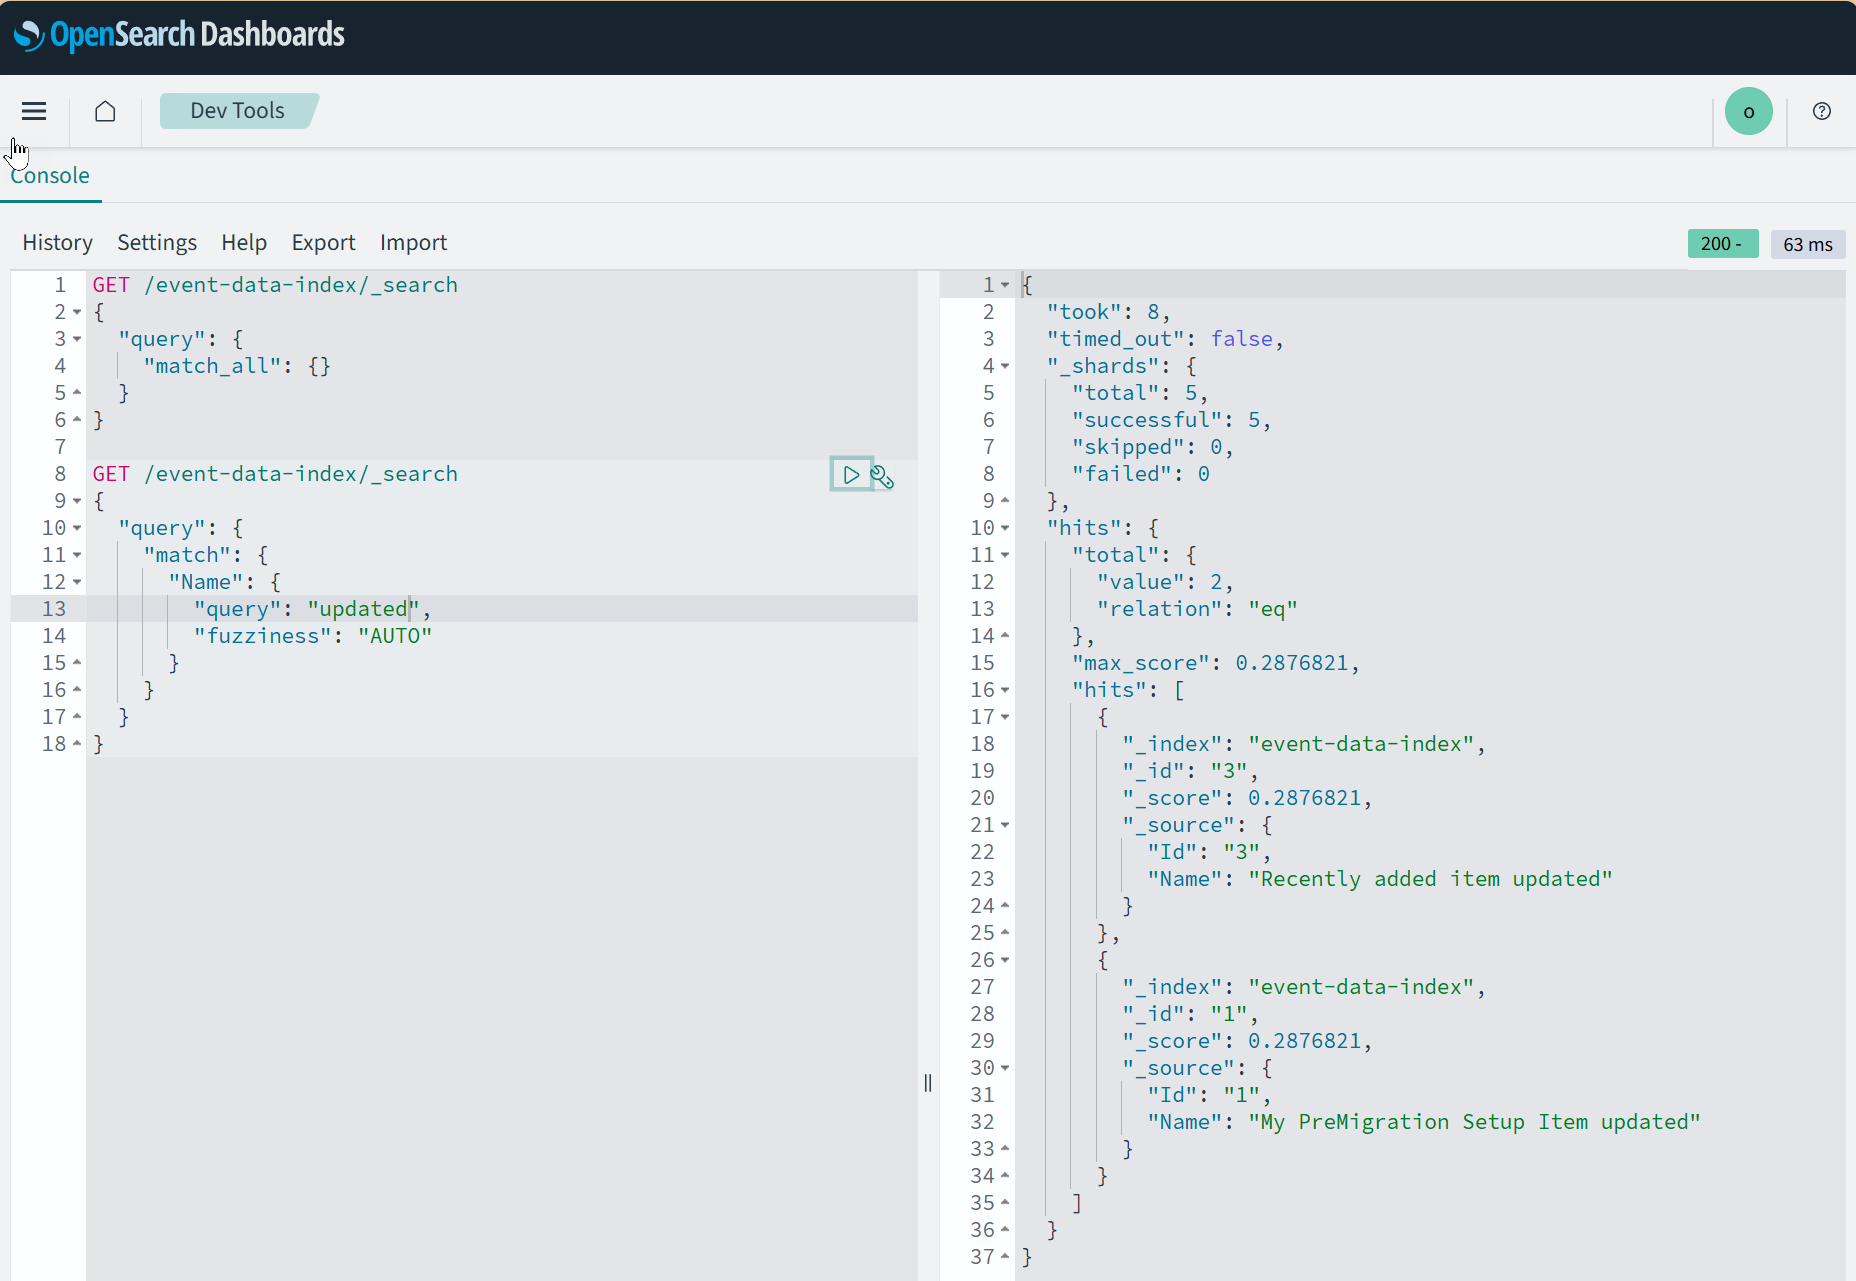 OpenSearch Dashboards
Dev Tools
o
Console
History Settings Help Export Import
200 -
63 ms
1 GET /event-data-index/_search
2 {
3 "query": {
4 "match_all": {}
5 }
6 }
7
8 GET /event-data-index/_search
9 {
10 "query": {
11 "match": {
12 "Name": {
13 "query": "updated",
14 "fuzziness": "AUTO"
15 }
16 }
17 }
18 }
1 {
2 "took": 8,
3 "timed_out": false,
4 "_shards": {
5 "total": 5,
6 "successful": 5,
7 "skipped": 0,
8 "failed": 0
9 },
10 "hits": {
11 "total": {
12 "value": 2,
13 "relation": "eq"
14 },
15 "max_score": 0.2876821,
16 "hits": [
17 {
18 "_index": "event-data-index",
19 "_id": "3",
20 "_score": 0.2876821,
21 "_source": {
22 "Id": "3",
23 "Name": "Recently added item updated"
24 }
25 },
26 {
27 "_index": "event-data-index",
28 "_id": "1",
29 "_score": 0.2876821,
30 "_source": {
31 "Id": "1",
32 "Name": "My PreMigration Setup Item updated"
33 }
34 }
35 ]
36 }
37 }